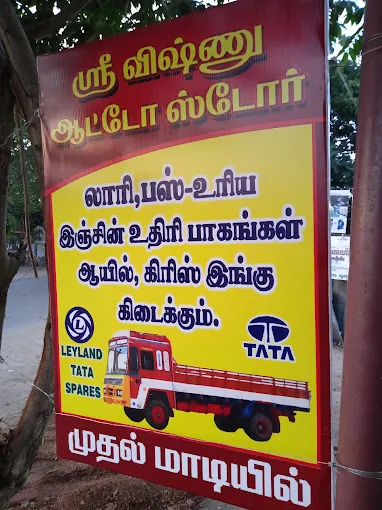 ஸ்ரீ விஷ்ணு
ஆட்டோ ஸ்டோர்
லாரி,பஸ்-உரிய
இஞ்சின் உதிரி பாகங்கள்
ஆயில், கிரிஸ் இங்கு
கிடைக்கும்.
L
LEYLAND
TATA
SPARES
TATA
முதல் மாடியில்